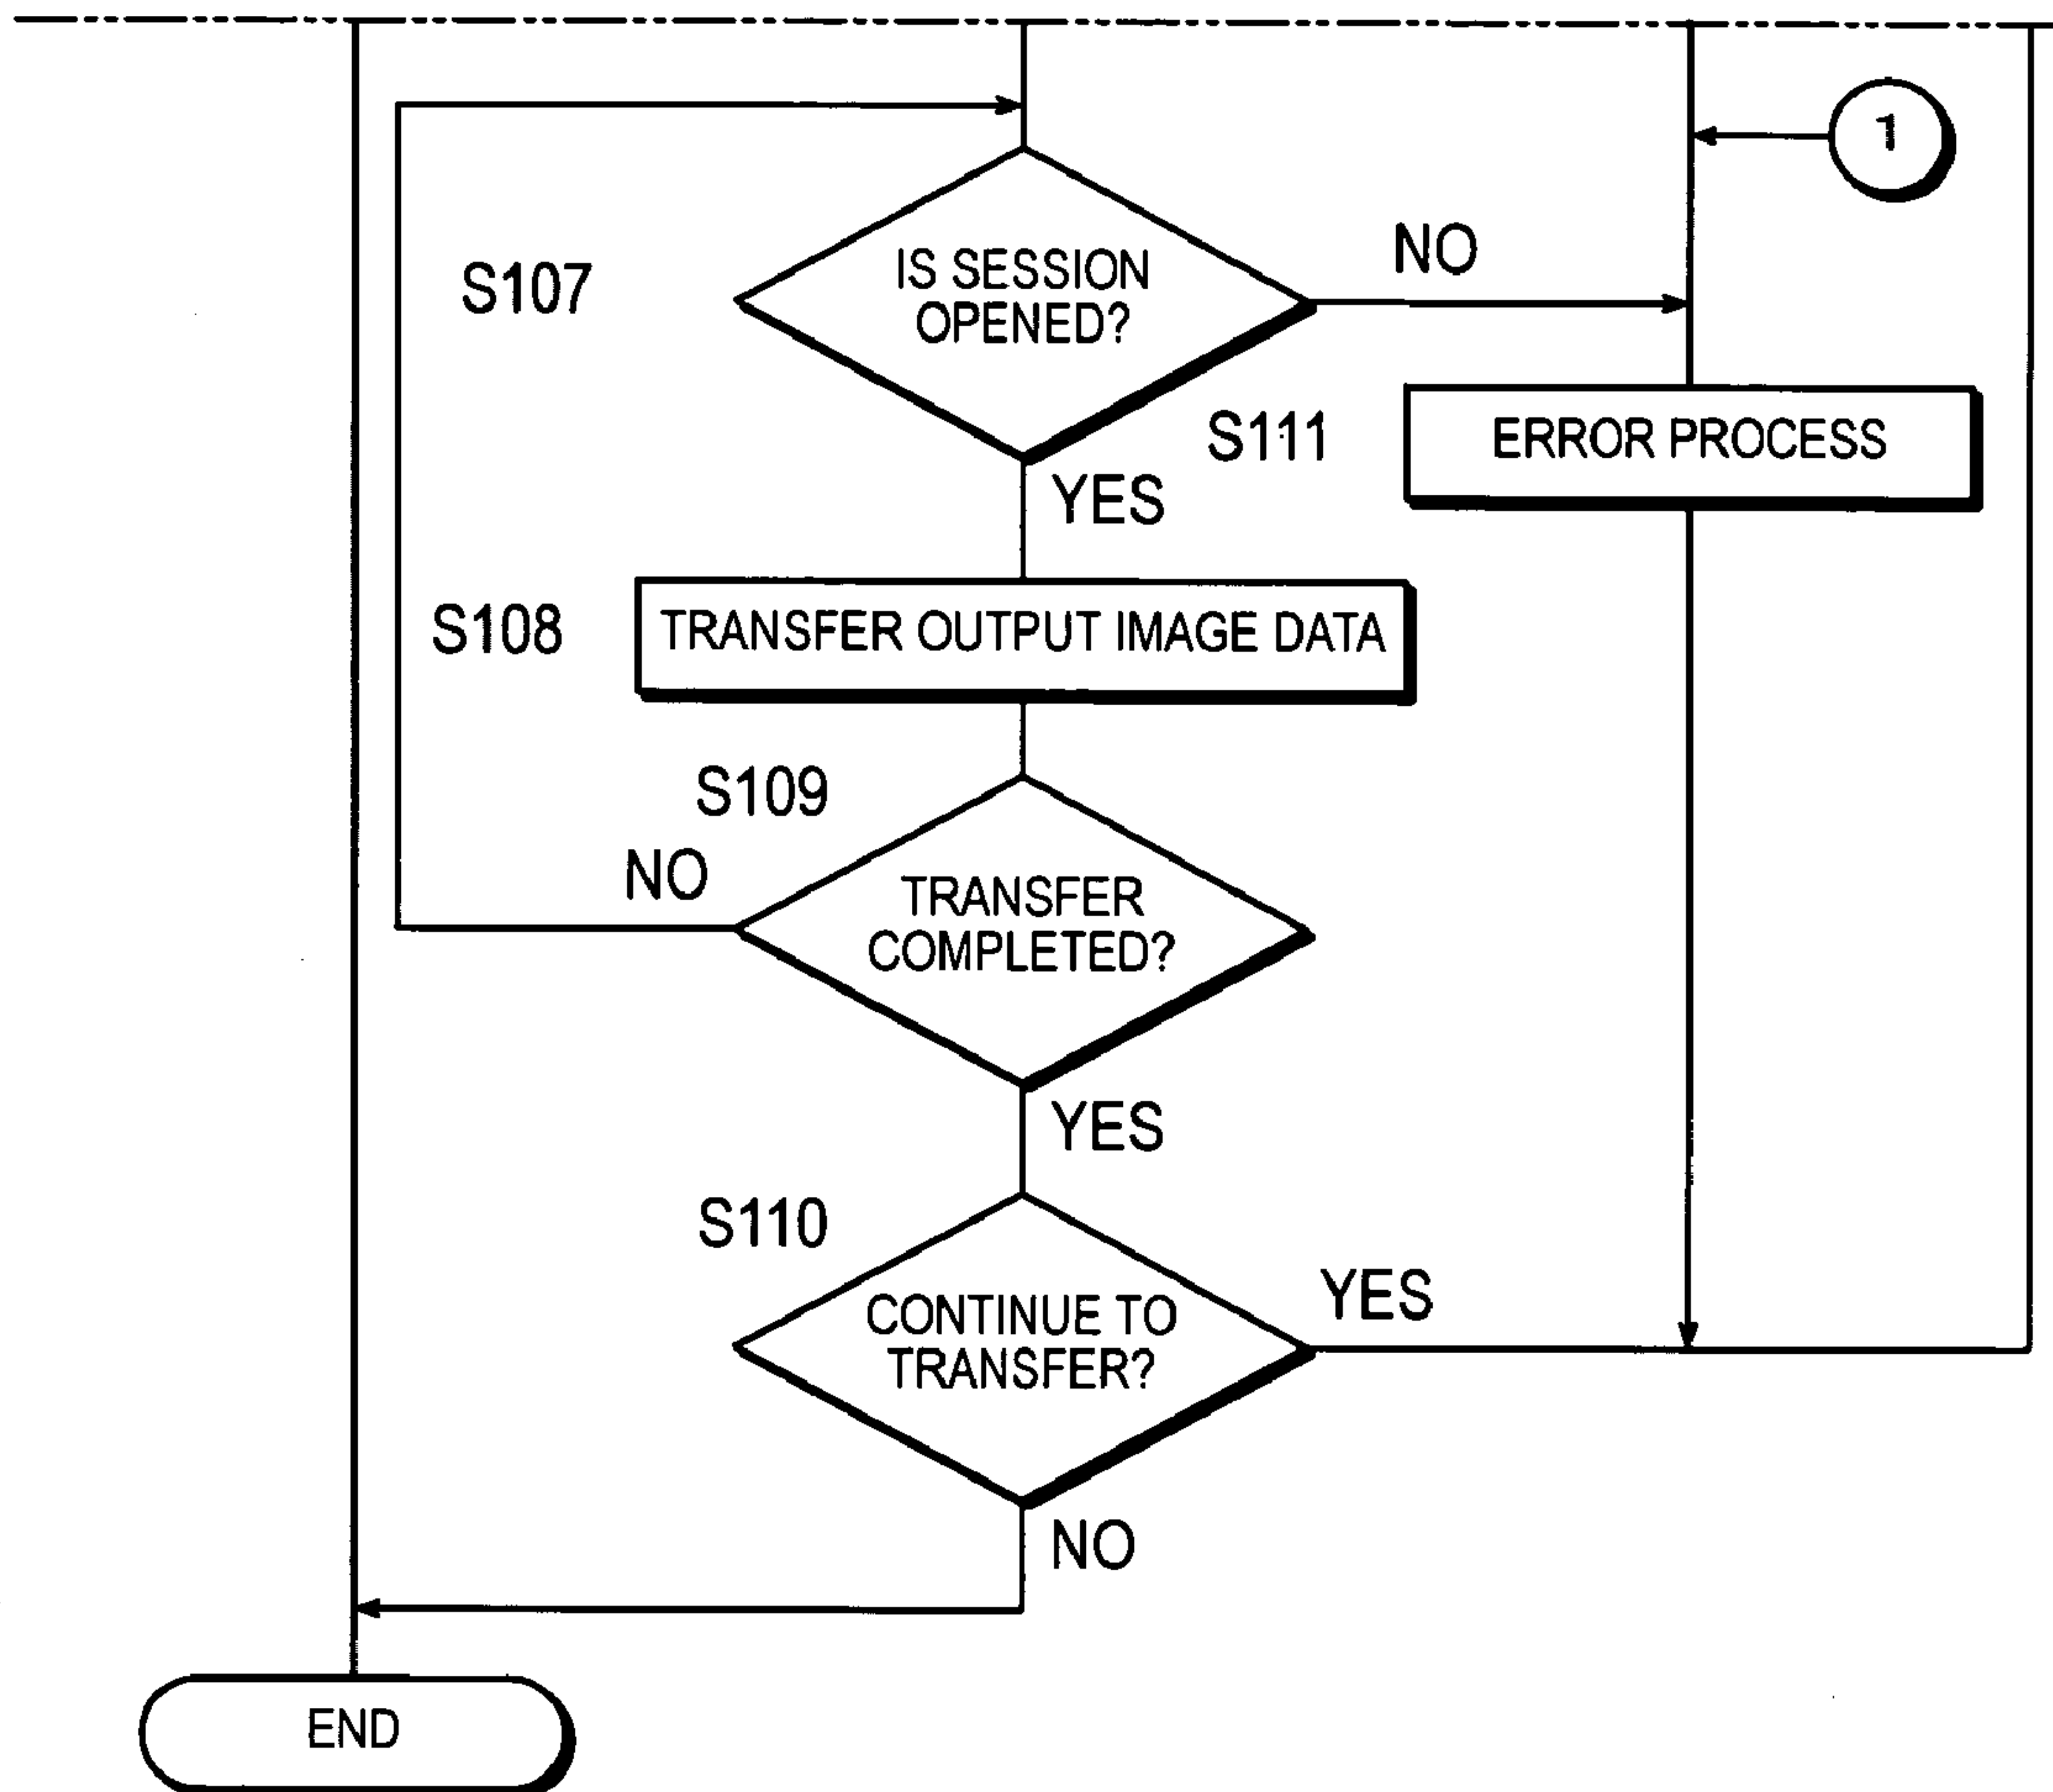 1
S107
IS SESSION
OPENED?
NO
S111
ERROR PROCESS
YES
S108
TRANSFER OUTPUT IMAGE DATA
S109
NO
TRANSFER
COMPLETED?
YES
S110
CONTINUE TO
TRANSFER?
YES
NO
END